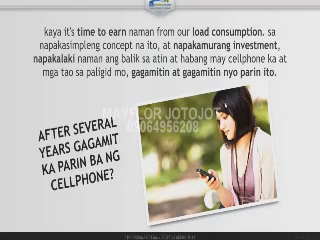 kaya it's time to earn naman from our load consumption. sa
napakasimpleng concept na ito, at napakamurang investment,
napakalaki naman ang balik sa atin at habang may cellphone ka at
mga tao sa paligid mo, gagamitin at gagamitin nyo parin ito.
MAYFLOR JOTOJOT
09064956208
AFTER SEVERAL
YEARS GAGAMIT
KA PARIN BA NG
CELLPHONE?